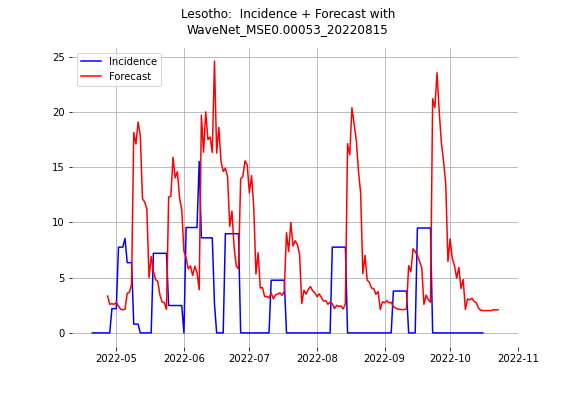 Lesotho:  Incidence + Forecast with
WaveNet_MSE0.00053_20220815
Incidence
Forecast
25
20
15
10
5
0
2022-05 2022-06 2022-07 2022-08 2022-09 2022-10 2022-11